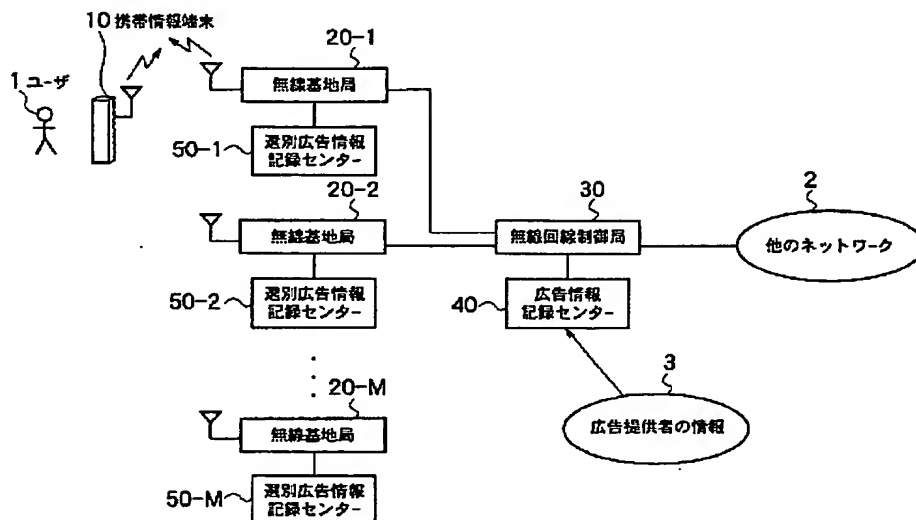 10 携帯情報端末
1 ユーザ
20-1
無線基地局
50-1
選別広告情報
記録センター
20-2
無線基地局
50-2
選別広告情報
記録センター
30
無線回線制御局
2
他のネットワーク
40
広告情報
記録センター
3
広告提供者の情報
20-M
無線基地局
50-M
選別広告情報
記録センター